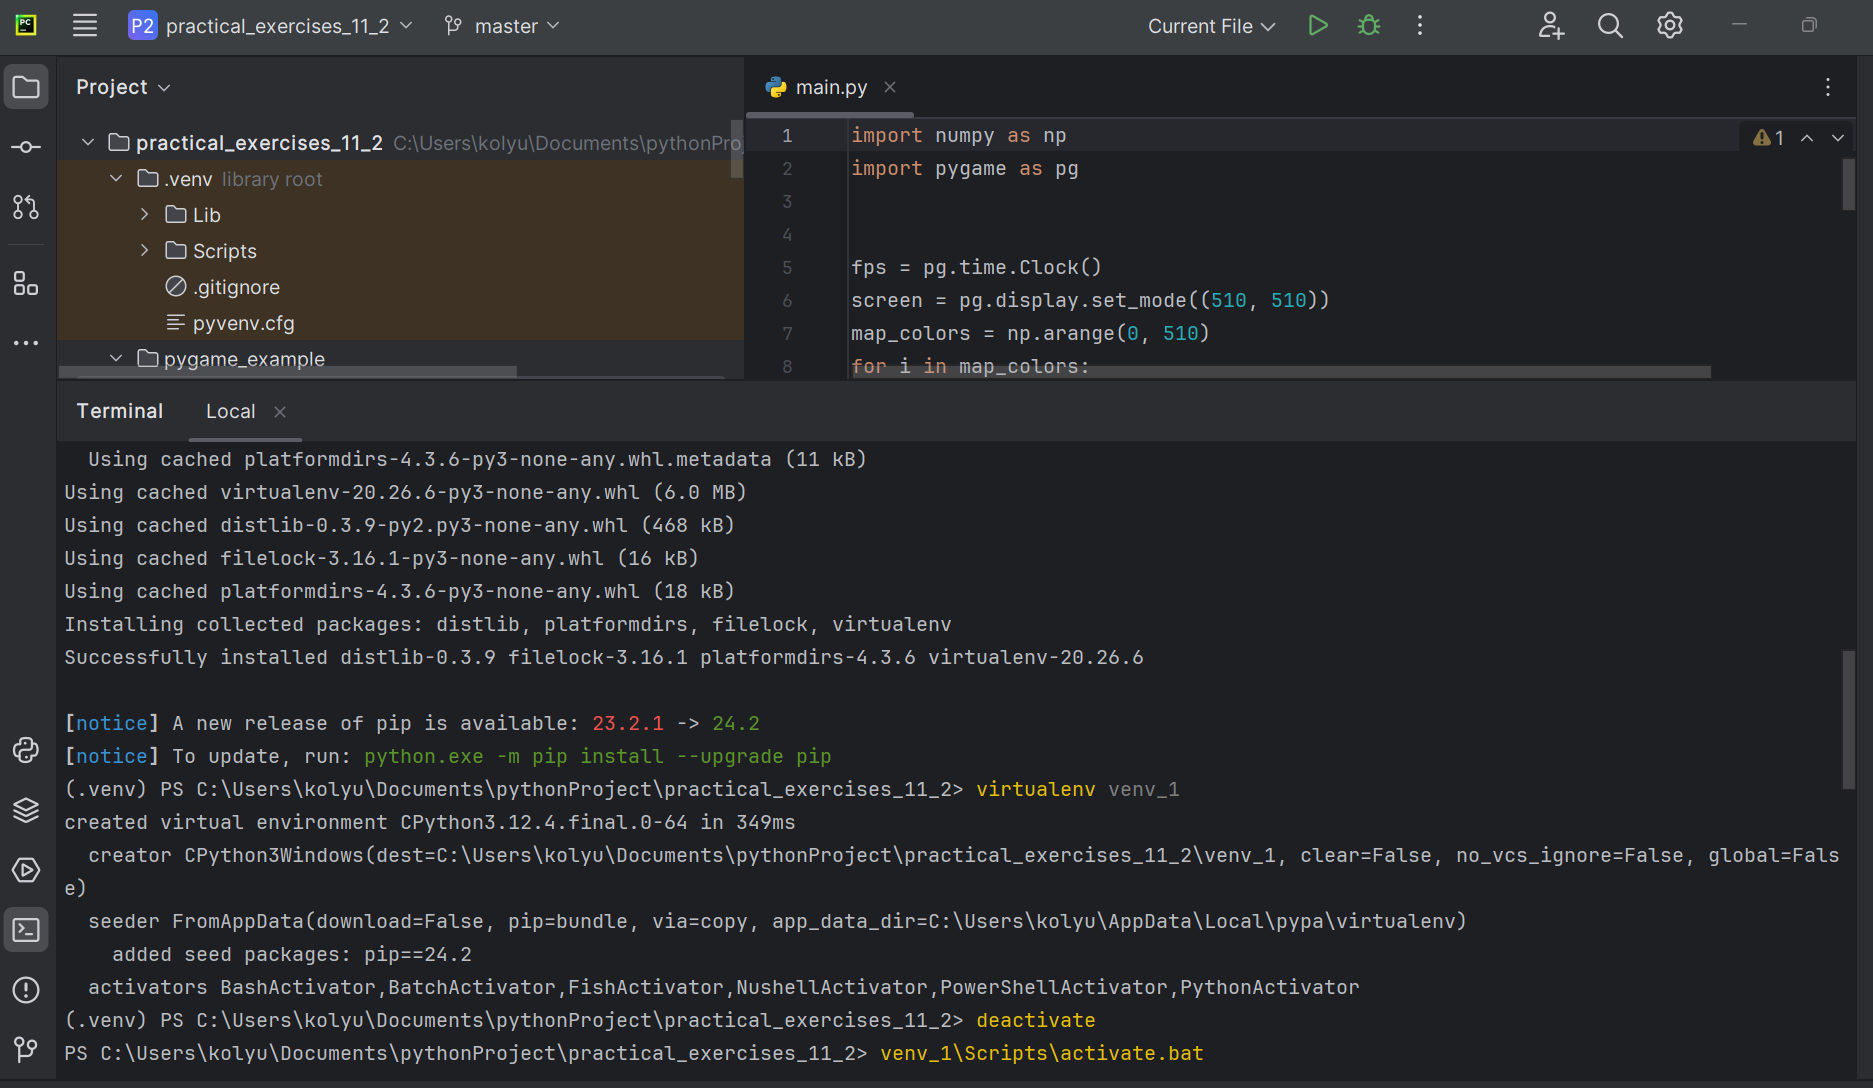 PC
P2 practical_exercises_11_2 master Current File
Project
practical_exercises_11_2 C:\Users\kolyu\Documents\pythonPro
.venv library root
Lib
Scripts
.gitignore
pyvenv.cfg
pygame_example
main.py
1 import numpy as np
2 import pygame as pg
3
4
5 fps = pg.time.Clock()
6 screen = pg.display.set_mode((510, 510))
7 map_colors = np.arange(0, 510)
8 for i in map_colors:
1
Terminal Local
Using cached platformdirs-4.3.6-py3-none-any.whl.metadata (11 kB)
Using cached virtualenv-20.26.6-py3-none-any.whl (6.0 MB)
Using cached distlib-0.3.9-py2.py3-none-any.whl (468 kB)
Using cached filelock-3.16.1-py3-none-any.whl (16 kB)
Using cached platformdirs-4.3.6-py3-none-any.whl (18 kB)
Installing collected packages: distlib, platformdirs, filelock, virtualenv
Successfully installed distlib-0.3.9 filelock-3.16.1 platformdirs-4.3.6 virtualenv-20.26.6
[notice] A new release of pip is available: 23.2.1 -> 24.2
[notice] To update, run: python.exe -m pip install --upgrade pip
(.venv) PS C:\Users\kolyu\Documents\pythonProject\practical_exercises_11_2> virtualenv venv_1
created virtual environment CPython3.12.4.final.0-64 in 349ms
creator CPython3Windows(dest=C:\Users\kolyu\Documents\pythonProject\practical_exercises_11_2\venv_1, clear=False, no_vcs_ignore=False, global=Fals
e)
seeder FromAppData(download=False, pip=bundle, via=copy, app_data_dir=C:\Users\kolyu\AppData\Local\pypa\virtualenv)
added seed packages: pip==24.2
activators BashActivator,BatchActivator,FishActivator,NushellActivator,PowerShellActivator,PythonActivator
(.venv) PS C:\Users\kolyu\Documents\pythonProject\practical_exercises_11_2> deactivate
PS C:\Users\kolyu\Documents\pythonProject\practical_exercises_11_2> venv_1\Scripts\activate.bat